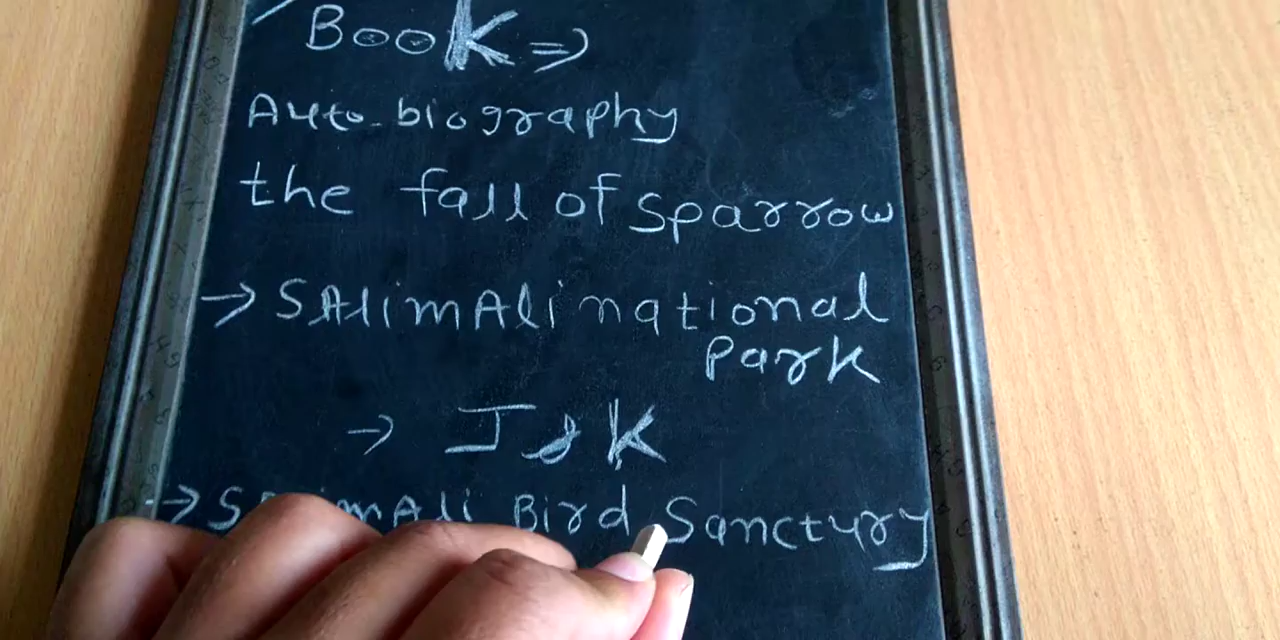 Book ⇒
Auto-biography
the fall of sparrow
→ SAlimAli national
Park
→ J & K
→ Bird Sanctury